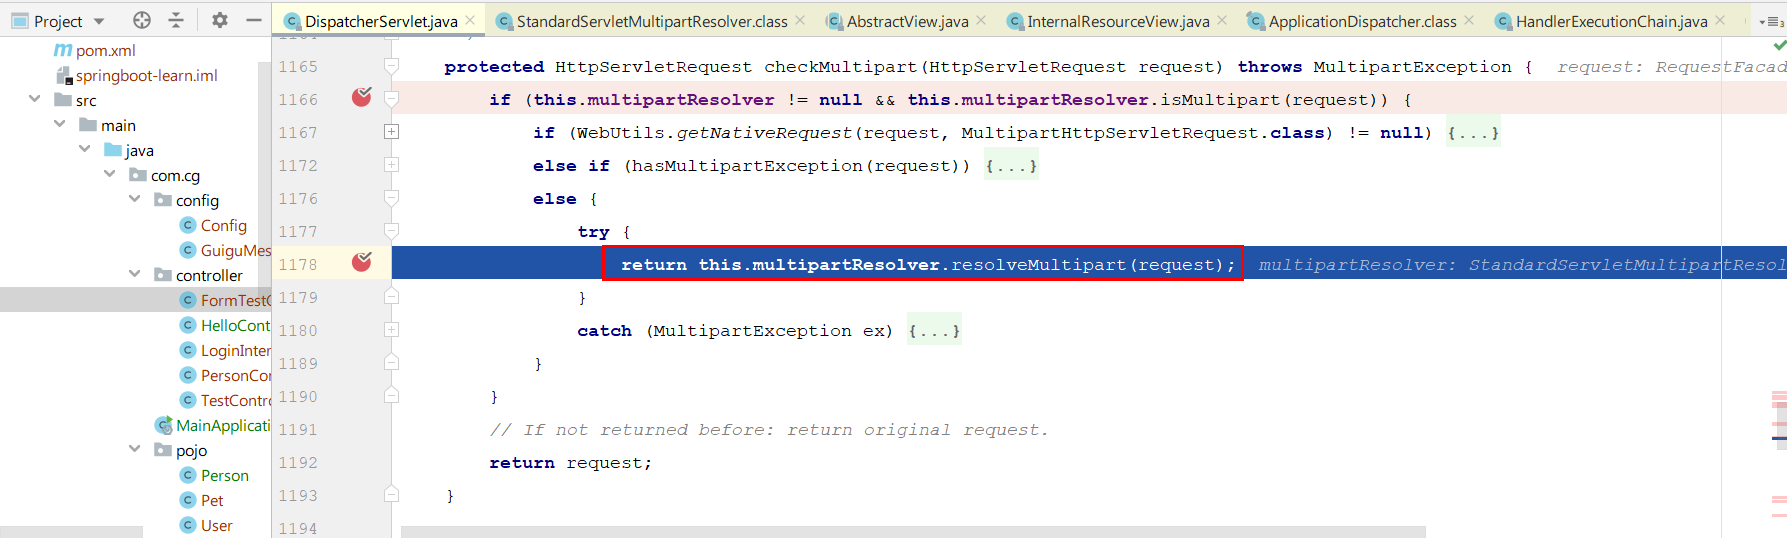 Project
DispatcherServlet.java
StandardServletMultipartResolver.class
AbstractView.java
InternalResourceView.java
ApplicationDispatcher.class
HandlerExecutionChain.java
pom.xml
springboot-learn.iml
src
main
java
com.cg
config
Config
GuiguMes
controller
FormTestC
HelloCont
LoginInter
PersonCon
TestContro
MainApplicati
pojo
Person
Pet
User
1165 protected HttpServletRequest checkMultipart(HttpServletRequest request) throws MultipartException { request: RequestFacad
1166 if (this.multipartResolver != null && this.multipartResolver.isMultipart(request)) {
1167 if (WebUtils.getNativeRequest(request, MultipartHttpServletRequest.class) != null) {...}
1172 else if (hasMultipartException(request)) {...}
1176 else {
1177 try {
1178 return this.multipartResolver.resolveMultipart(request); multipartResolver: StandardServletMultipartResol
1179 }
1180 catch (MultipartException ex) {...}
1189 }
1190 }
1191 // If not returned before: return original request.
1192 return request;
1193 }
1194